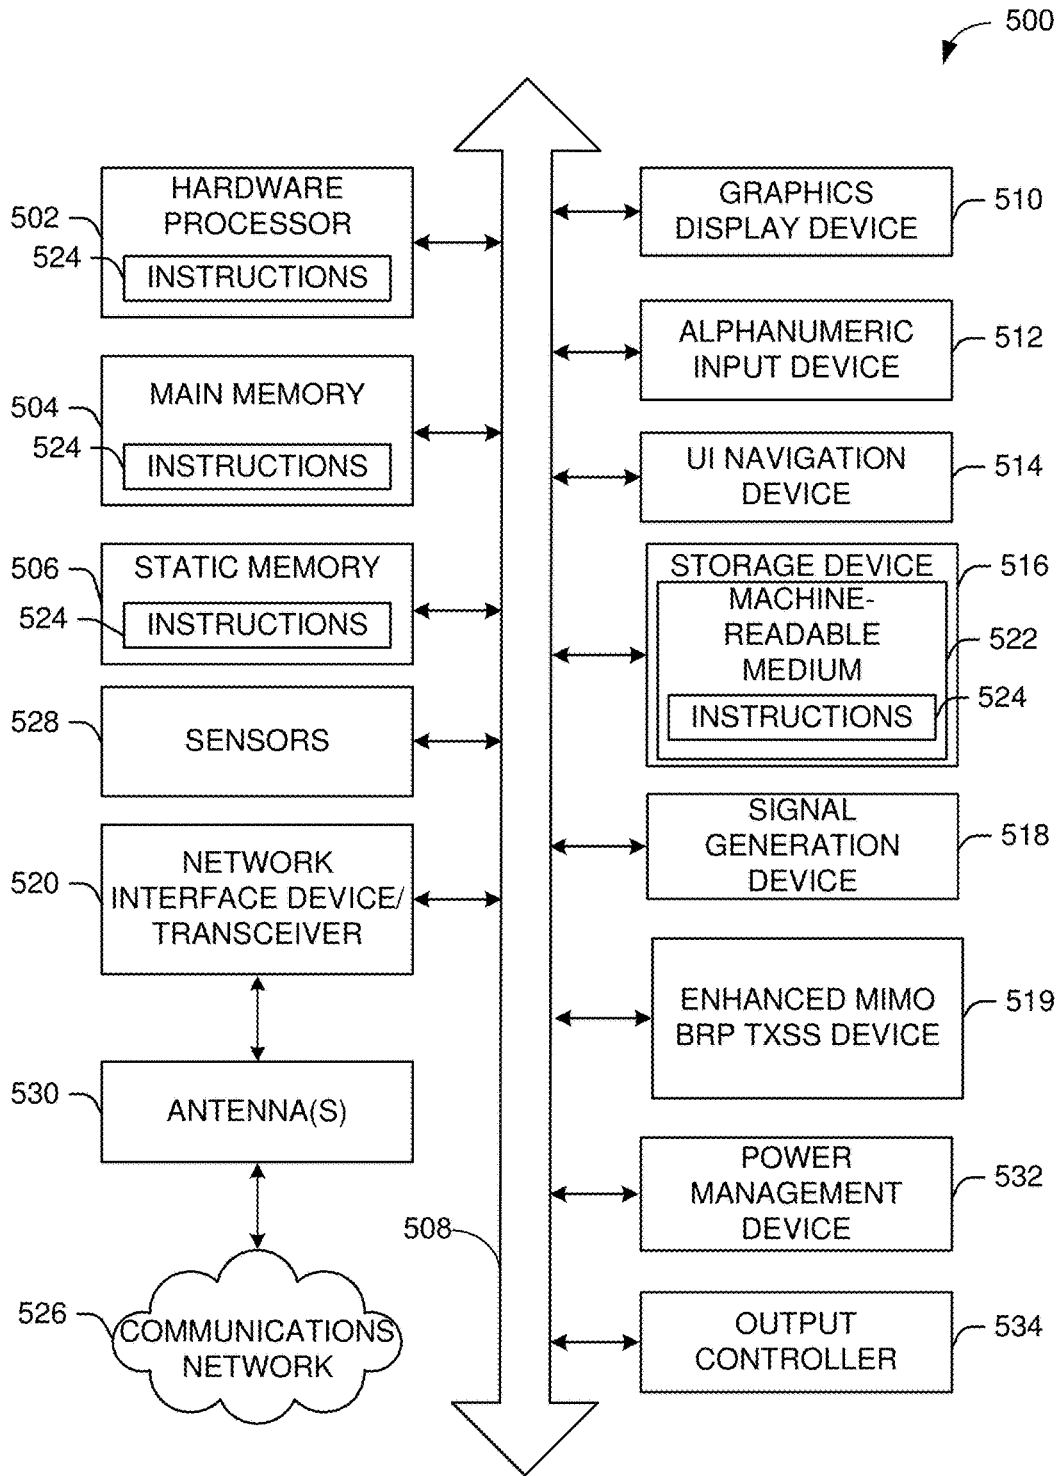 500
HARDWARE
PROCESSOR
502
524
INSTRUCTIONS
MAIN MEMORY
504
524
INSTRUCTIONS
STATIC MEMORY
506
524
INSTRUCTIONS
528
SENSORS
NETWORK
INTERFACE DEVICE/
TRANSCEIVER
520
530
ANTENNA(S)
508
526
COMMUNICATIONS
NETWORK
GRAPHICS
DISPLAY DEVICE
510
ALPHANUMERIC
INPUT DEVICE
512
UI NAVIGATION
DEVICE
514
STORAGE DEVICE
516
MACHINE-
READABLE
MEDIUM
522
INSTRUCTIONS
524
SIGNAL
GENERATION
DEVICE
518
ENHANCED MIMO
BRP TXSS DEVICE
519
POWER
MANAGEMENT
DEVICE
532
OUTPUT
CONTROLLER
534